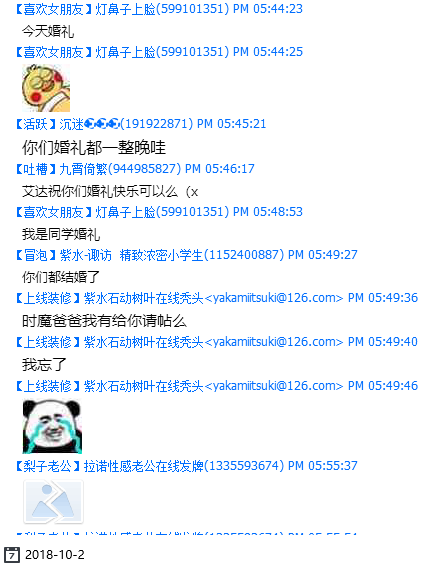 【喜欢女朋友】灯鼻子上脸(599101351) PM 05:44:23
今天婚礼
【喜欢女朋友】灯鼻子上脸(599101351) PM 05:44:25
【活跃】沉迷(191922871) PM 05:45:21
你们婚礼都一整晚哇
【吐槽】九霄倚繁(944985827) PM 05:46:17
艾达祝你们婚礼快乐可以么（x
【喜欢女朋友】灯鼻子上脸(599101351) PM 05:48:53
我是同学婚礼
【冒泡】紫水-诹访 精致浓密小学生(1152400887) PM 05:49:27
你们都结婚了
【上线装修】紫水石动树叶在线秃头<yakamiitsuki@126.com> PM 05:49:36
时魔爸爸我有给你请帖么
【上线装修】紫水石动树叶在线秃头<yakamiitsuki@126.com> PM 05:49:40
我忘了
【上线装修】紫水石动树叶在线秃头<yakamiitsuki@126.com> PM 05:49:46
【梨子老公】拉诺性感老公在线发牌(1335593674) PM 05:55:37
7 2018-10-2